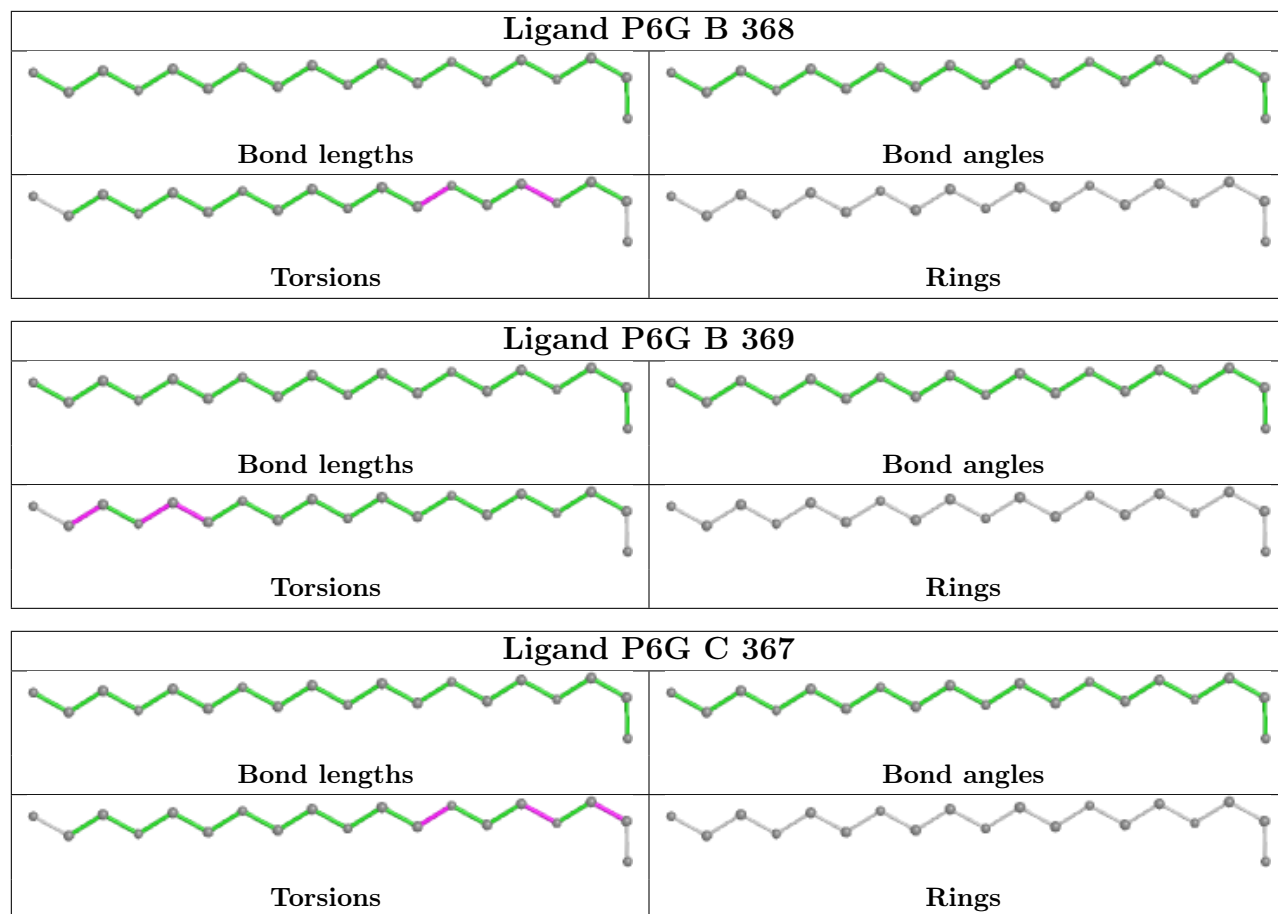 Ligand P6G B 368
Bond lengths
Bond angles
Torsions
Rings
Ligand P6G B 369
Bond lengths
Bond angles
Torsions
Rings
Ligand P6G C 367
Bond lengths
Bond angles
Torsions
Rings